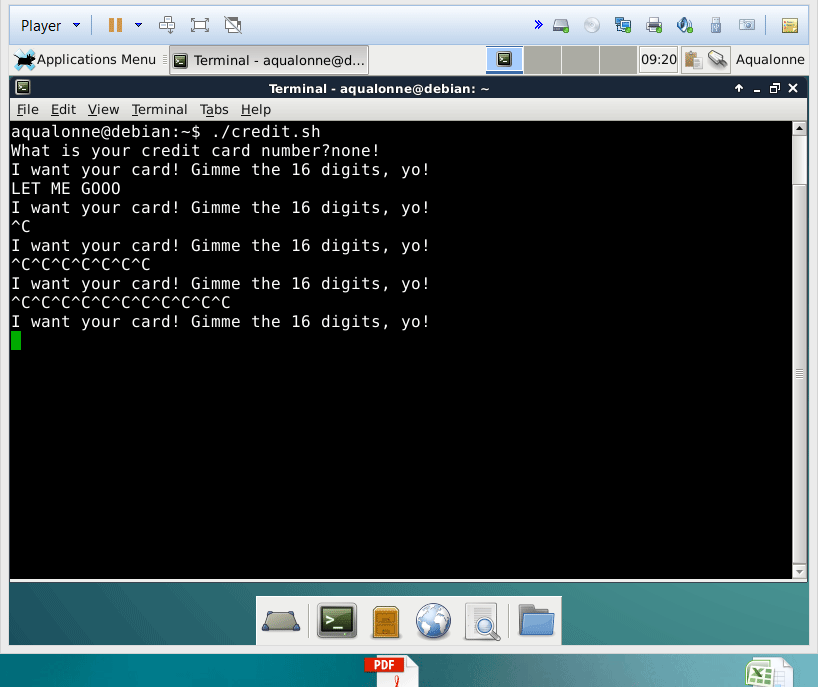 Player
Applications Menu
Terminal - aqualonne@d...
09:20
Aqualonne
Terminal - aqualonne@debian: ~
File Edit View Terminal Tabs Help
aqualonne@debian:~$ ./credit.sh
What is your credit card number?none!
I want your card! Gimme the 16 digits, yo!
LET ME GOOO
I want your card! Gimme the 16 digits, yo!
^C
I want your card! Gimme the 16 digits, yo!
^C^C^C^C^C^C^C
I want your card! Gimme the 16 digits, yo!
^C^C^C^C^C^C^C^C^C^C^C
I want your card! Gimme the 16 digits, yo!
PDF